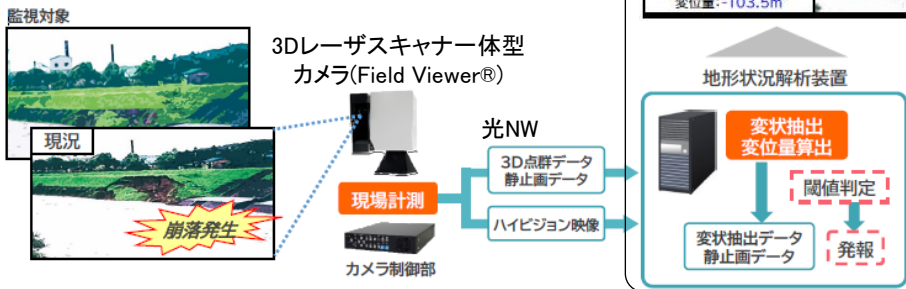 監視対象
現況
崩落発生
3Dレーザスキャナー体型
カメラ(Field Viewer®)
現場計測
カメラ制御部
光NW
3D点群データ
静止画データ
ハイビジョン映像
変位量:-103.5m
地形状況解析装置
変状抽出
変位量算出
閾値判定
発報
変状抽出データ
静止画データ